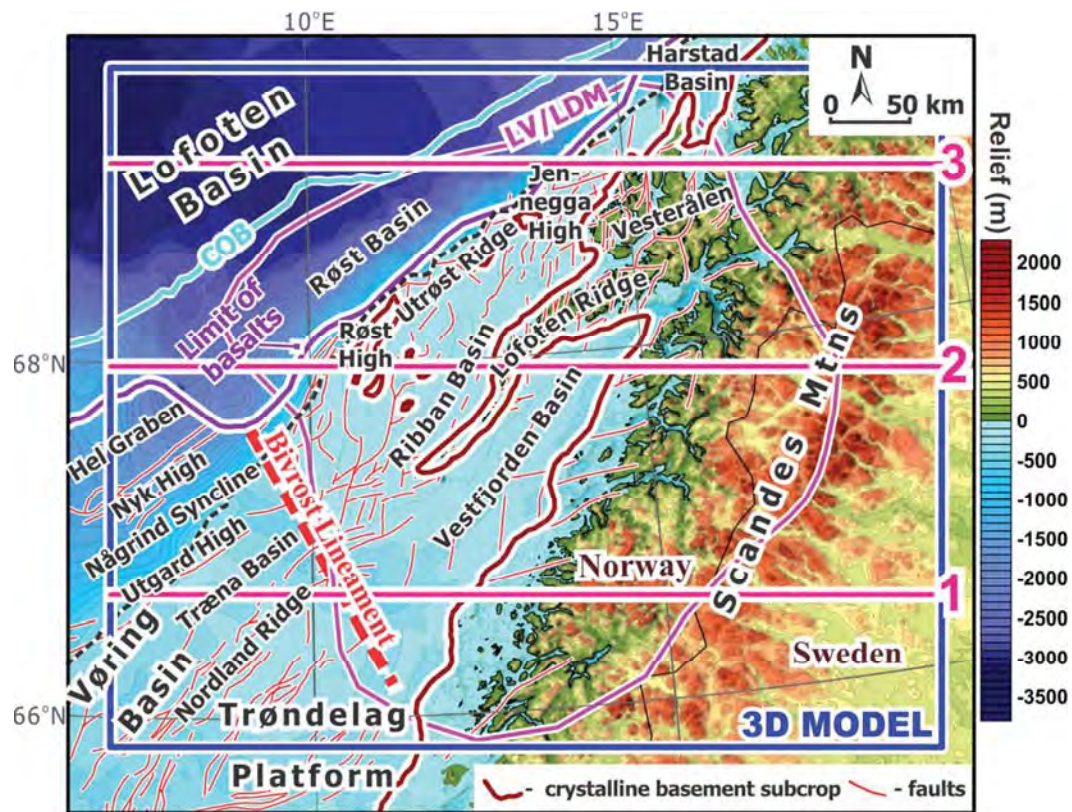 10°E
15°E
Harstad
Basin
N
0 50 km
Lofoten
Basin
LV/LDM
3
COB
Jen-
negga
High
Vesterålen
Røst Basin
Utrøst Ridge
Limit of
basalts
Røst
High
Lofoten Ridge
Ribban Basin
68°N
2
Hel Graben
Nyk High
Någrind Syncline
Utgard High
Træna Basin
Nordland Ridge
Bivrost Lineament
Vestfjorden Basin
Scandes Mtns
Norway
1
Sweden
Vøring
Basin
66°N
Trøndelag
Platform
3D MODEL
- crystalline basement subcrop
- faults
Relief (m)
2000
1500
1000
500
0
-500
-1000
-1500
-2000
-2500
-3000
-3500